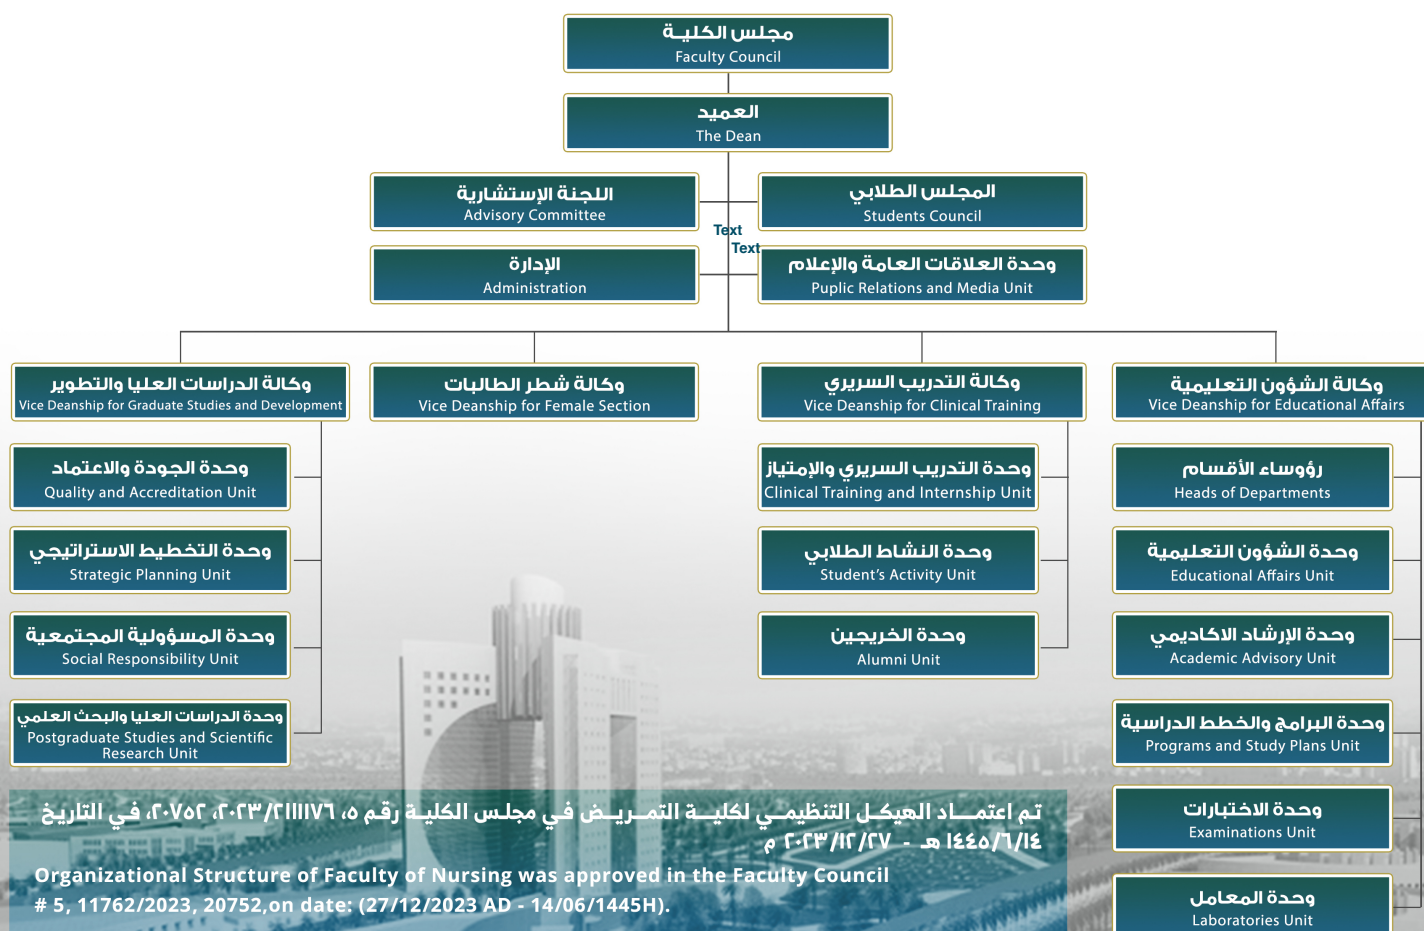 مجلس الكليـة
Faculty Council
العميد
The Dean
اللجنة الإستشارية
Advisory Committee
المجلس الطلابي
Students Council
Text
Text
الإدارة
Administration
وحدة العلاقات العامة والإعلام
Puplic Relations and Media Unit
وكالة الدراسات العليا والتطوير
Vice Deanship for Graduate Studies and Development
وكالة شطر الطالبات
Vice Deanship for Female Section
وكالة التدريب السريري
Vice Deanship for Clinical Training
وكالة الشؤون التعليمية
Vice Deanship for Educational Affairs
وحدة الجودة والاعتماد
Quality and Accreditation Unit
وحدة التخطيط الاستراتيجي
Strategic Planning Unit
وحدة المسؤولية المجتمعية
Social Responsibility Unit
وحدة الدراسات العليا والبحث العلمي
Postgraduate Studies and Scientific
Research Unit
وحدة التدريب السريري والإمتياز
Clinical Training and Internship Unit
وحدة النشاط الطلابي
Student’s Activity Unit
وحدة الخريجين
Alumni Unit
رؤوساء الأقسام
Heads of Departments
وحدة الشؤون التعليمية
Educational Affairs Unit
وحدة الإرشاد الاكاديمي
Academic Advisory Unit
وحدة البرامج والخطط الدراسية
Programs and Study Plans Unit
وحدة الاختبارات
Examinations Unit
وحدة المعامل
Laboratories Unit
تم اعتمـــاد الهيكـل التنظيمـــي لكليـــة التمـــريـــض فـي مجلـس الكليـة رقـم ٥، ٢٠٢٣/٢١١١١٧٦، ٢٠٧٥٢، فـي التاريخ
١٤٤٥/٦/١٤ هـ - ٢٠٢٣/١٢/٢٧ م
Organizational Structure of Faculty of Nursing was approved in the Faculty Council
# 5, 11762/2023, 20752,on date: (27/12/2023 AD - 14/06/1445H).